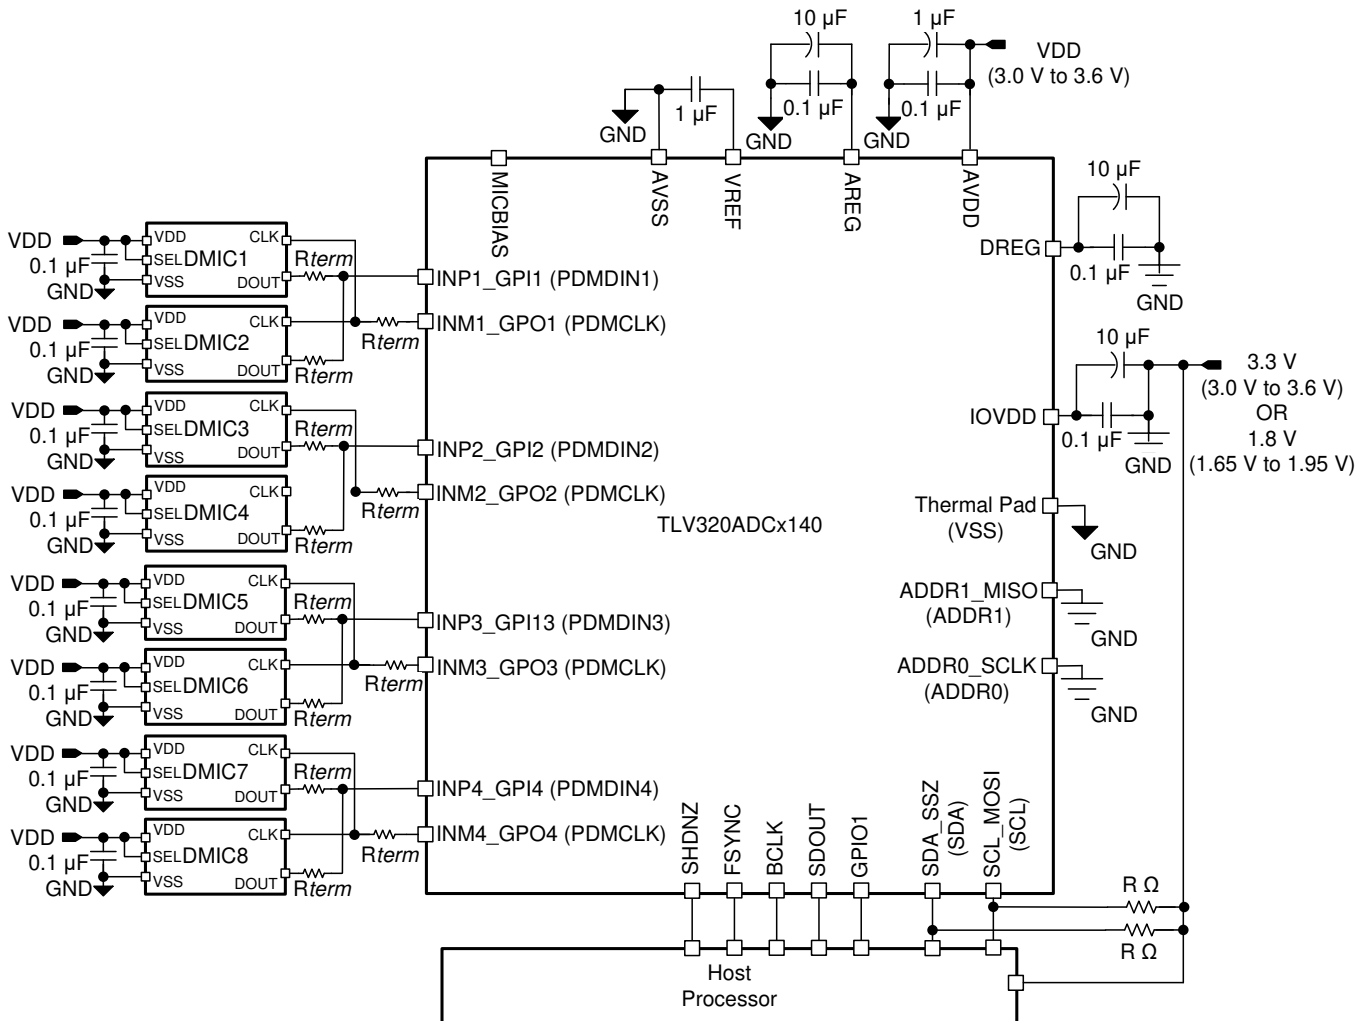 10 µF
1 µF
VDD
(3.0 V to 3.6 V)
0.1 µF
0.1 µF
1 µF
GND
GND
GND
MICBIAS
AVSS
VREF
AREG
AVDD
10 µF
DREG
0.1 µF
GND
VDD
0.1 µF
GND
VDD
SEL
VSS
DMIC1
CLK
DOUT
Rterm
INP1_GPI1 (PDMDIN1)
VDD
0.1 µF
GND
VDD
SEL
VSS
DMIC2
CLK
DOUT
Rterm
Rterm
INM1_GPO1 (PDMCLK)
10 µF
3.3 V
(3.0 V to 3.6 V)
OR
1.8 V
(1.65 V to 1.95 V)
IOVDD
0.1 µF
GND
VDD
0.1 µF
GND
VDD
SEL
VSS
DMIC3
CLK
DOUT
Rterm
INP2_GPI2 (PDMDIN2)
VDD
0.1 µF
GND
VDD
SEL
VSS
DMIC4
CLK
DOUT
Rterm
Rterm
INM2_GPO2 (PDMCLK)
TLV320ADCx140
Thermal Pad
(VSS)
GND
VDD
0.1 µF
GND
VDD
SEL
VSS
DMIC5
CLK
DOUT
Rterm
INP3_GPI13 (PDMDIN3)
ADDR1_MISO
(ADDR1)
GND
VDD
0.1 µF
GND
VDD
SEL
VSS
DMIC6
CLK
DOUT
Rterm
Rterm
INM3_GPO3 (PDMCLK)
ADDR0_SCLK
(ADDR0)
GND
VDD
0.1 µF
GND
VDD
SEL
VSS
DMIC7
CLK
DOUT
Rterm
INP4_GPI4 (PDMDIN4)
VDD
0.1 µF
GND
VDD
SEL
VSS
DMIC8
CLK
DOUT
Rterm
Rterm
INM4_GPO4 (PDMCLK)
SHDNZ
FSYNC
BCLK
SDOUT
GPIO1
SDA_SSZ
(SDA)
SCL_MOSI
(SCL)
R Ω
R Ω
Host
Processor